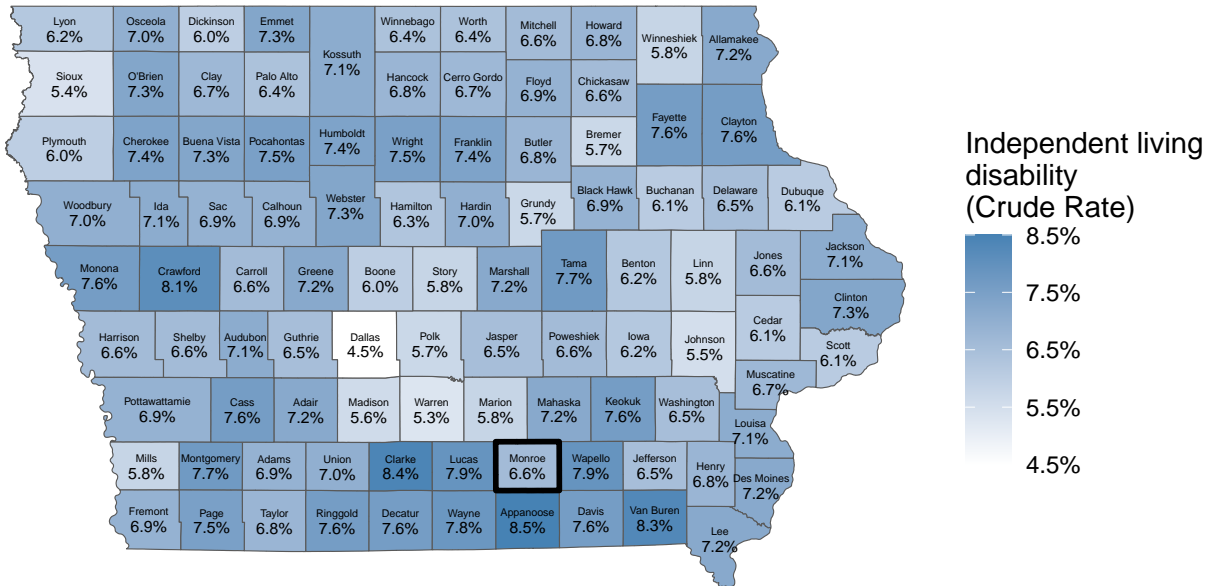 Lyon Osceola Dickinson Emmet Winnebago Worth Mitchell Howard Winneshiek Allamakee
6.2% 7.0% 6.0% 7.3% 6.4% 6.4% 6.6% 6.8% 5.8% 7.2%
Kossuth
7.1%
Sioux O'Brien Clay Palo Alto Hancock Cerro Gordo Floyd Chickasaw
5.4% 7.3% 6.7% 6.4% 6.8% 6.7% 6.9% 6.6%
Fayette Clayton
7.6% 7.6%
Plymouth Cherokee Buena Vista Pocahontas Humboldt Wright Franklin Butler Bremer
6.0% 7.4% 7.3% 7.5% 7.4% 7.5% 7.4% 6.8% 5.7%
Woodbury Ida Sac Calhoun Webster Hamilton Hardin Grundy Black Hawk Buchanan Delaware Dubuque
7.0% 7.1% 6.9% 6.9% 7.3% 6.3% 7.0% 5.7% 6.9% 6.1% 6.5% 6.1%
Monona Crawford Carroll Greene Boone Story Marshall Tama Benton Linn Jones Jackson
7.6% 8.1% 6.6% 7.2% 6.0% 5.8% 7.2% 7.7% 6.2% 5.8% 6.6% 7.1%
Clinton
7.3%
Harrison Shelby Audubon Guthrie Dallas Polk Jasper Poweshiek Iowa Johnson Cedar Scott
6.6% 6.6% 7.1% 6.5% 4.5% 5.7% 6.5% 6.6% 6.2% 5.5% 6.1% 6.1%
Muscatine
6.7%
Pottawattamie Cass Adair Madison Warren Marion Mahaska Keokuk Washington Louisa
6.9% 7.6% 7.2% 5.6% 5.3% 5.8% 7.2% 7.6% 6.5% 7.1%
Mills Montgomery Adams Union Clarke Lucas Monroe Wapello Jefferson Henry Des Moines
5.8% 7.7% 6.9% 7.0% 8.4% 7.9% 6.6% 7.9% 6.5% 6.8% 7.2%
Fremont Page Taylor Ringgold Decatur Wayne Appanoose Davis Van Buren Lee
6.9% 7.5% 6.8% 7.6% 7.6% 7.8% 8.5% 7.6% 8.3% 7.2%
Independent living
disability
(Crude Rate)
8.5%
7.5%
6.5%
5.5%
4.5%